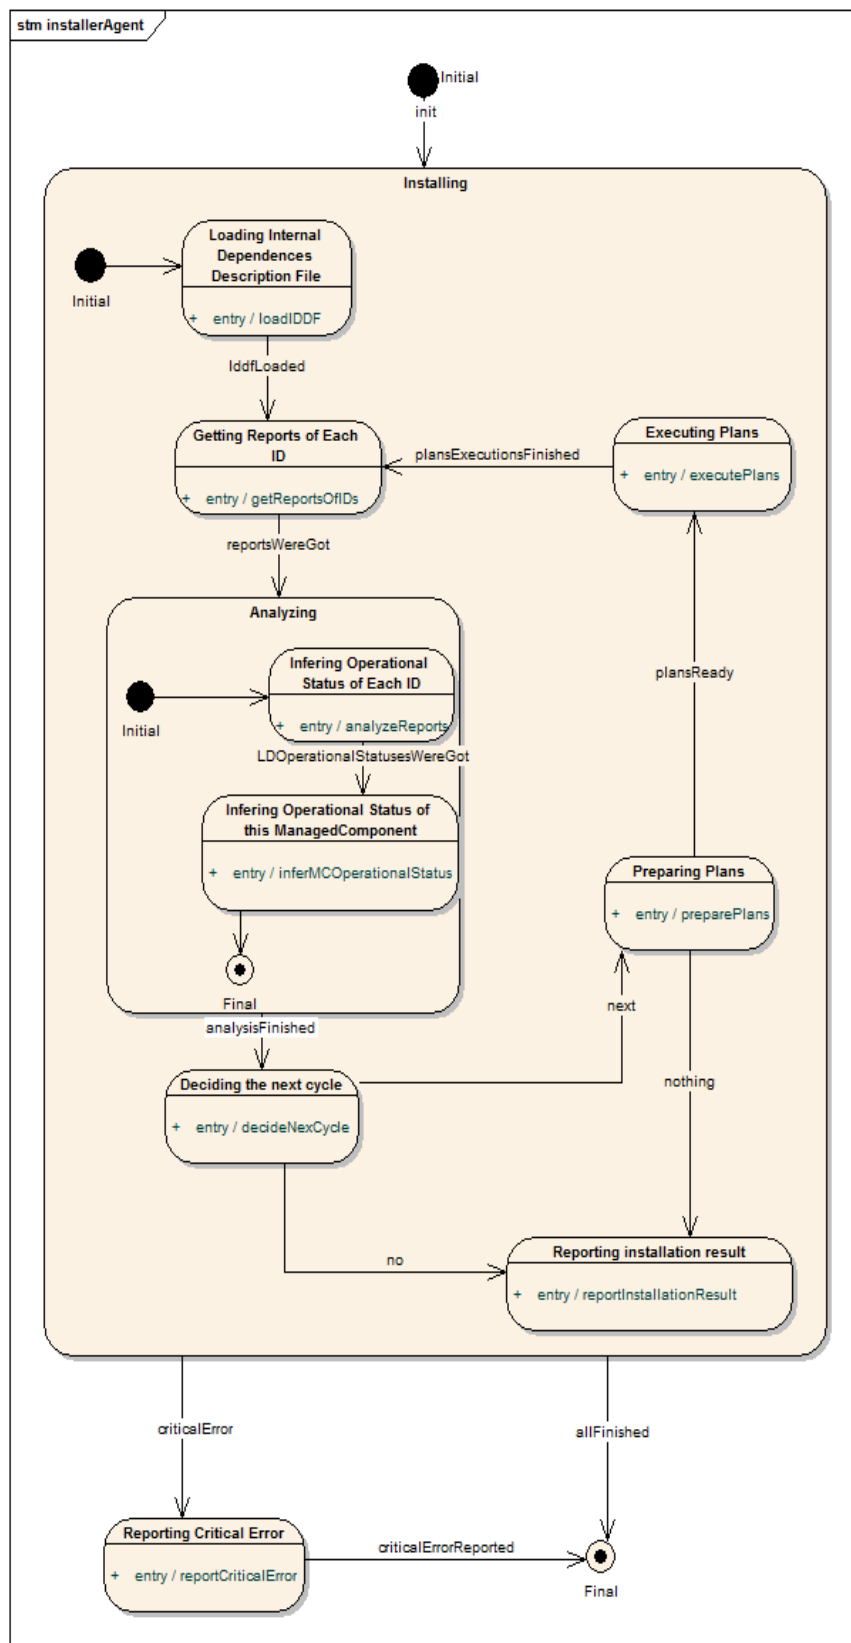 stm installerAgent
Initial
init
Installing
Loading Internal
Dependences
Description File
+ entry / loadIDDF
Initial
IddfLoaded
Getting Reports of Each
ID
+ entry / getReportsOfIDs
plansExecutionsFinished
Executing Plans
+ entry / executePlans
reportsWereGot
Analyzing
Infering Operational
Status of Each ID
+ entry / analyzeReports
Initial
plansReady
LDOperationalStatusesWereGot
Infering Operational Status of
this ManagedComponent
+ entry / inferMCOperationalStatus
Preparing Plans
+ entry / preparePlans
Final
next
analysisFinished
Deciding the next cycle
+ entry / decideNexCycle
nothing
no
Reporting installation result
+ entry / reportInstallationResult
criticalError
allFinished
Reporting Critical Error
+ entry / reportCriticalError
criticalErrorReported
Final